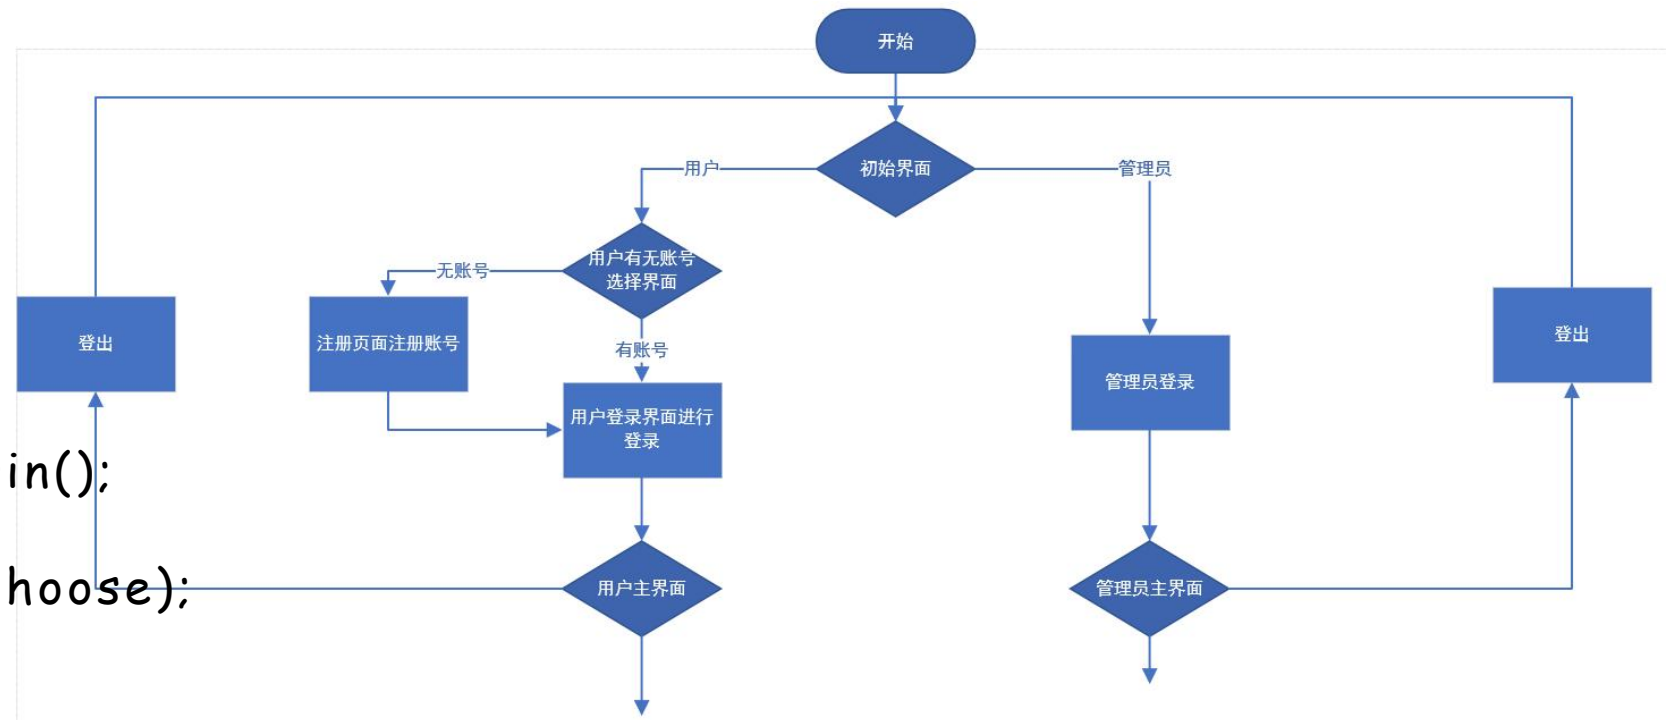 开始
初始界面
用户
管理员
用户有无账号
选择界面
无账号
登出
注册页面注册账号
有账号
登出
管理员登录
用户登录界面进行
登录
in();
hoose);
用户主界面
管理员主界面